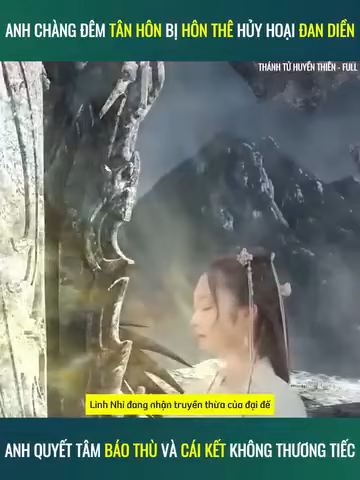 ANH CHÀNG ĐÊM TÂN HÔN BỊ HÔN THÊ HỦY HOẠI ĐAN DIỀN
THÁNH TỬ HUYỀN THIÊN - FULL
Linh Nhi đang nhận truyền thừa của đại đế
ANH QUYẾT TÂM BÁO THÙ VÀ CÁI KẾT KHÔNG THƯƠNG TIẾC